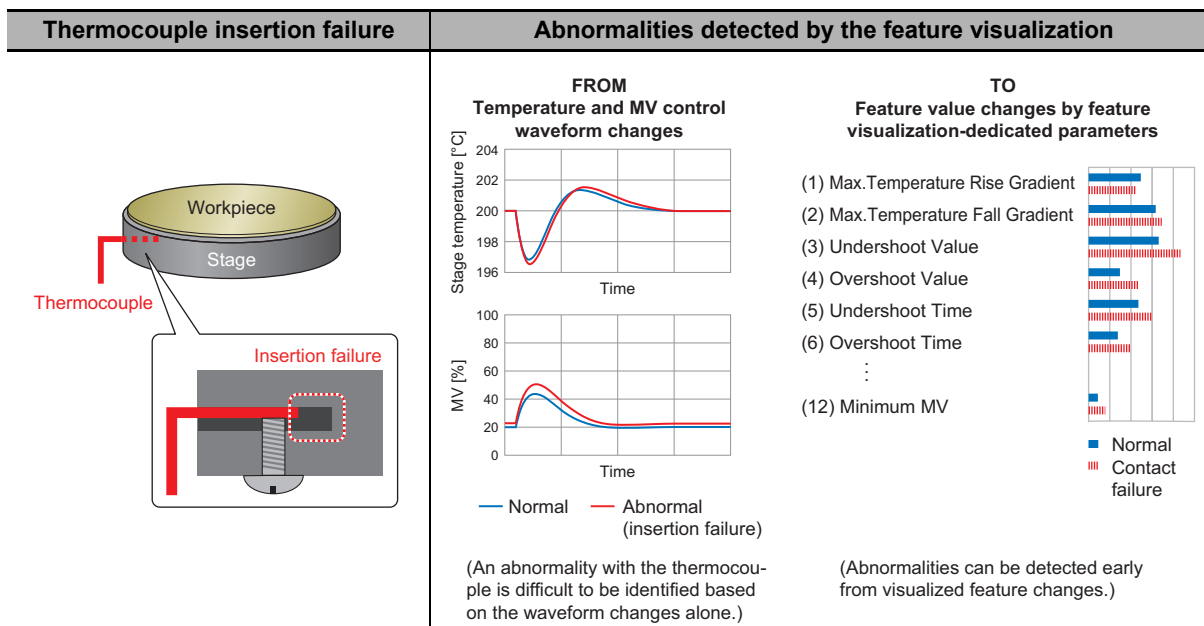 Thermocouple insertion failure
Abnormalities detected by the feature visualization
Workpiece
Stage
Thermocouple
Insertion failure
FROM
Temperature and MV control
waveform changes
Stage temperature [°C]
204
202
200
198
196
Time
MV [%]
100
80
60
40
20
0
Time
Normal
Abnormal
(insertion failure)
(An abnormality with the thermocou-
ple is difficult to be identified based
on the waveform changes alone.)
TO
Feature value changes by feature
visualization-dedicated parameters
(1) Max.Temperature Rise Gradient
(2) Max.Temperature Fall Gradient
(3) Undershoot Value
(4) Overshoot Value
(5) Undershoot Time
(6) Overshoot Time
⋮
(12) Minimum MV
Normal
Contact
failure
(Abnormalities can be detected early
from visualized feature changes.)